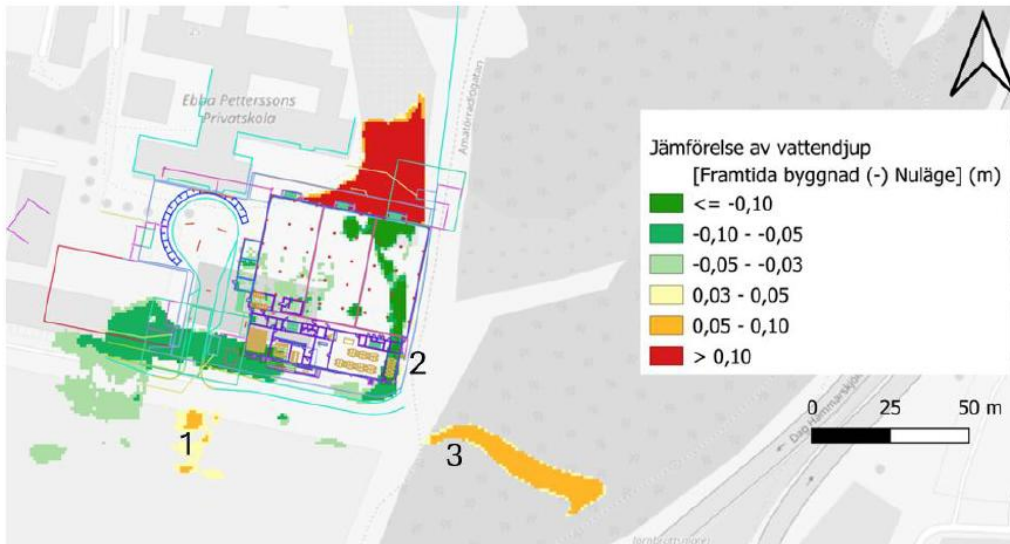 Ebba Petterssons
Privatskola
Amatörradiogatan
Jämförelse av vattendjup
[Framtida byggnad (-) Nuläge] (m)
<= -0,10
-0,10 - -0,05
-0,05 - -0,03
0,03 - 0,05
0,05 - 0,10
> 0,10
0 25 50 m
1
2
3